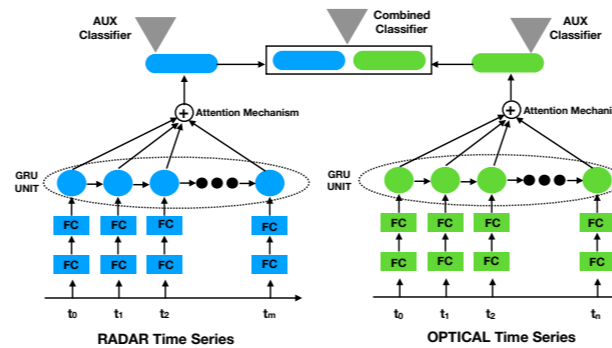 AUX
Classifier
Combined
Classifier
AUX
Classifier
Attention Mechanism
Attention Mechani
GRU
UNIT
GRU
UNIT
FC FC FC FC
FC FC FC FC
FC FC FC FC
FC FC FC FC
t0 t1 t2 tm
t0 t1 t2 tn
RADAR Time Series
OPTICAL Time Series